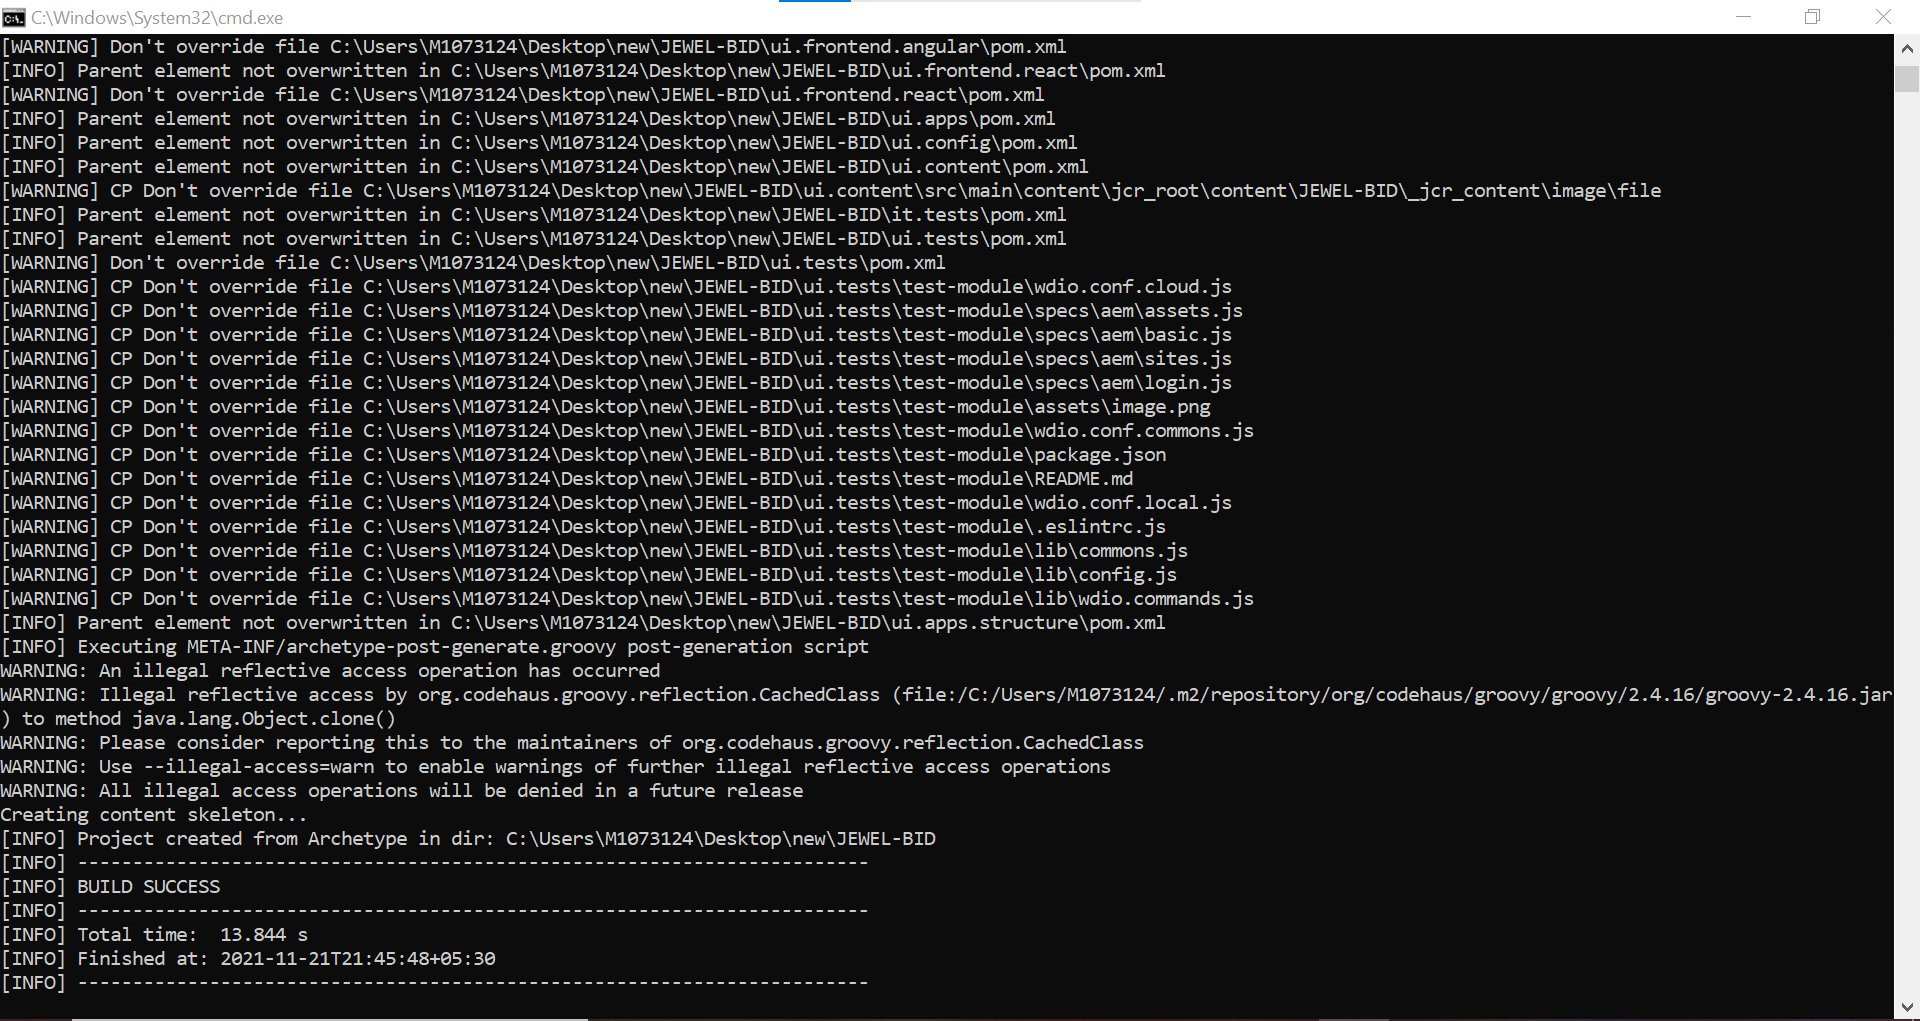 C:\Windows\System32\cmd.exe
[WARNING] Don't override file C:\Users\M1073124\Desktop\new\JEWEL-BID\ui.frontend.angular\pom.xml
[INFO] Parent element not overwritten in C:\Users\M1073124\Desktop\new\JEWEL-BID\ui.frontend.react\pom.xml
[WARNING] Don't override file C:\Users\M1073124\Desktop\new\JEWEL-BID\ui.frontend.react\pom.xml
[INFO] Parent element not overwritten in C:\Users\M1073124\Desktop\new\JEWEL-BID\ui.apps\pom.xml
[INFO] Parent element not overwritten in C:\Users\M1073124\Desktop\new\JEWEL-BID\ui.config\pom.xml
[INFO] Parent element not overwritten in C:\Users\M1073124\Desktop\new\JEWEL-BID\ui.content\pom.xml
[WARNING] CP Don't override file C:\Users\M1073124\Desktop\new\JEWEL-BID\ui.content\src\main\content\jcr_root\content\JEWEL-BID\_jcr_content\image\file
[INFO] Parent element not overwritten in C:\Users\M1073124\Desktop\new\JEWEL-BID\it.tests\pom.xml
[INFO] Parent element not overwritten in C:\Users\M1073124\Desktop\new\JEWEL-BID\ui.tests\pom.xml
[WARNING] Don't override file C:\Users\M1073124\Desktop\new\JEWEL-BID\ui.tests\pom.xml
[WARNING] CP Don't override file C:\Users\M1073124\Desktop\new\JEWEL-BID\ui.tests\test-module\wdio.conf.cloud.js
[WARNING] CP Don't override file C:\Users\M1073124\Desktop\new\JEWEL-BID\ui.tests\test-module\specs\aem\assets.js
[WARNING] CP Don't override file C:\Users\M1073124\Desktop\new\JEWEL-BID\ui.tests\test-module\specs\aem\basic.js
[WARNING] CP Don't override file C:\Users\M1073124\Desktop\new\JEWEL-BID\ui.tests\test-module\specs\aem\sites.js
[WARNING] CP Don't override file C:\Users\M1073124\Desktop\new\JEWEL-BID\ui.tests\test-module\specs\aem\login.js
[WARNING] CP Don't override file C:\Users\M1073124\Desktop\new\JEWEL-BID\ui.tests\test-module\assets\image.png
[WARNING] CP Don't override file C:\Users\M1073124\Desktop\new\JEWEL-BID\ui.tests\test-module\wdio.conf.commons.js
[WARNING] CP Don't override file C:\Users\M1073124\Desktop\new\JEWEL-BID\ui.tests\test-module\package.json
[WARNING] CP Don't override file C:\Users\M1073124\Desktop\new\JEWEL-BID\ui.tests\test-module\README.md
[WARNING] CP Don't override file C:\Users\M1073124\Desktop\new\JEWEL-BID\ui.tests\test-module\wdio.conf.local.js
[WARNING] CP Don't override file C:\Users\M1073124\Desktop\new\JEWEL-BID\ui.tests\test-module\.eslintrc.js
[WARNING] CP Don't override file C:\Users\M1073124\Desktop\new\JEWEL-BID\ui.tests\test-module\lib\commons.js
[WARNING] CP Don't override file C:\Users\M1073124\Desktop\new\JEWEL-BID\ui.tests\test-module\lib\config.js
[WARNING] CP Don't override file C:\Users\M1073124\Desktop\new\JEWEL-BID\ui.tests\test-module\lib\wdio.commands.js
[INFO] Parent element not overwritten in C:\Users\M1073124\Desktop\new\JEWEL-BID\ui.apps.structure\pom.xml
[INFO] Executing META-INF/archetype-post-generate.groovy post-generation script
WARNING: An illegal reflective access operation has occurred
WARNING: Illegal reflective access by org.codehaus.groovy.reflection.CachedClass (file:/C:/Users/M1073124/.m2/repository/org/codehaus/groovy/groovy/2.4.16/groovy-2.4.16.jar
) to method java.lang.Object.clone()
WARNING: Please consider reporting this to the maintainers of org.codehaus.groovy.reflection.CachedClass
WARNING: Use --illegal-access=warn to enable warnings of further illegal reflective access operations
WARNING: All illegal access operations will be denied in a future release
Creating content skeleton...
[INFO] Project created from Archetype in dir: C:\Users\M1073124\Desktop\new\JEWEL-BID
[INFO] ------------------------------------------------------------------------
[INFO] BUILD SUCCESS
[INFO] ------------------------------------------------------------------------
[INFO] Total time:  13.844 s
[INFO] Finished at: 2021-11-21T21:45:48+05:30
[INFO] ------------------------------------------------------------------------